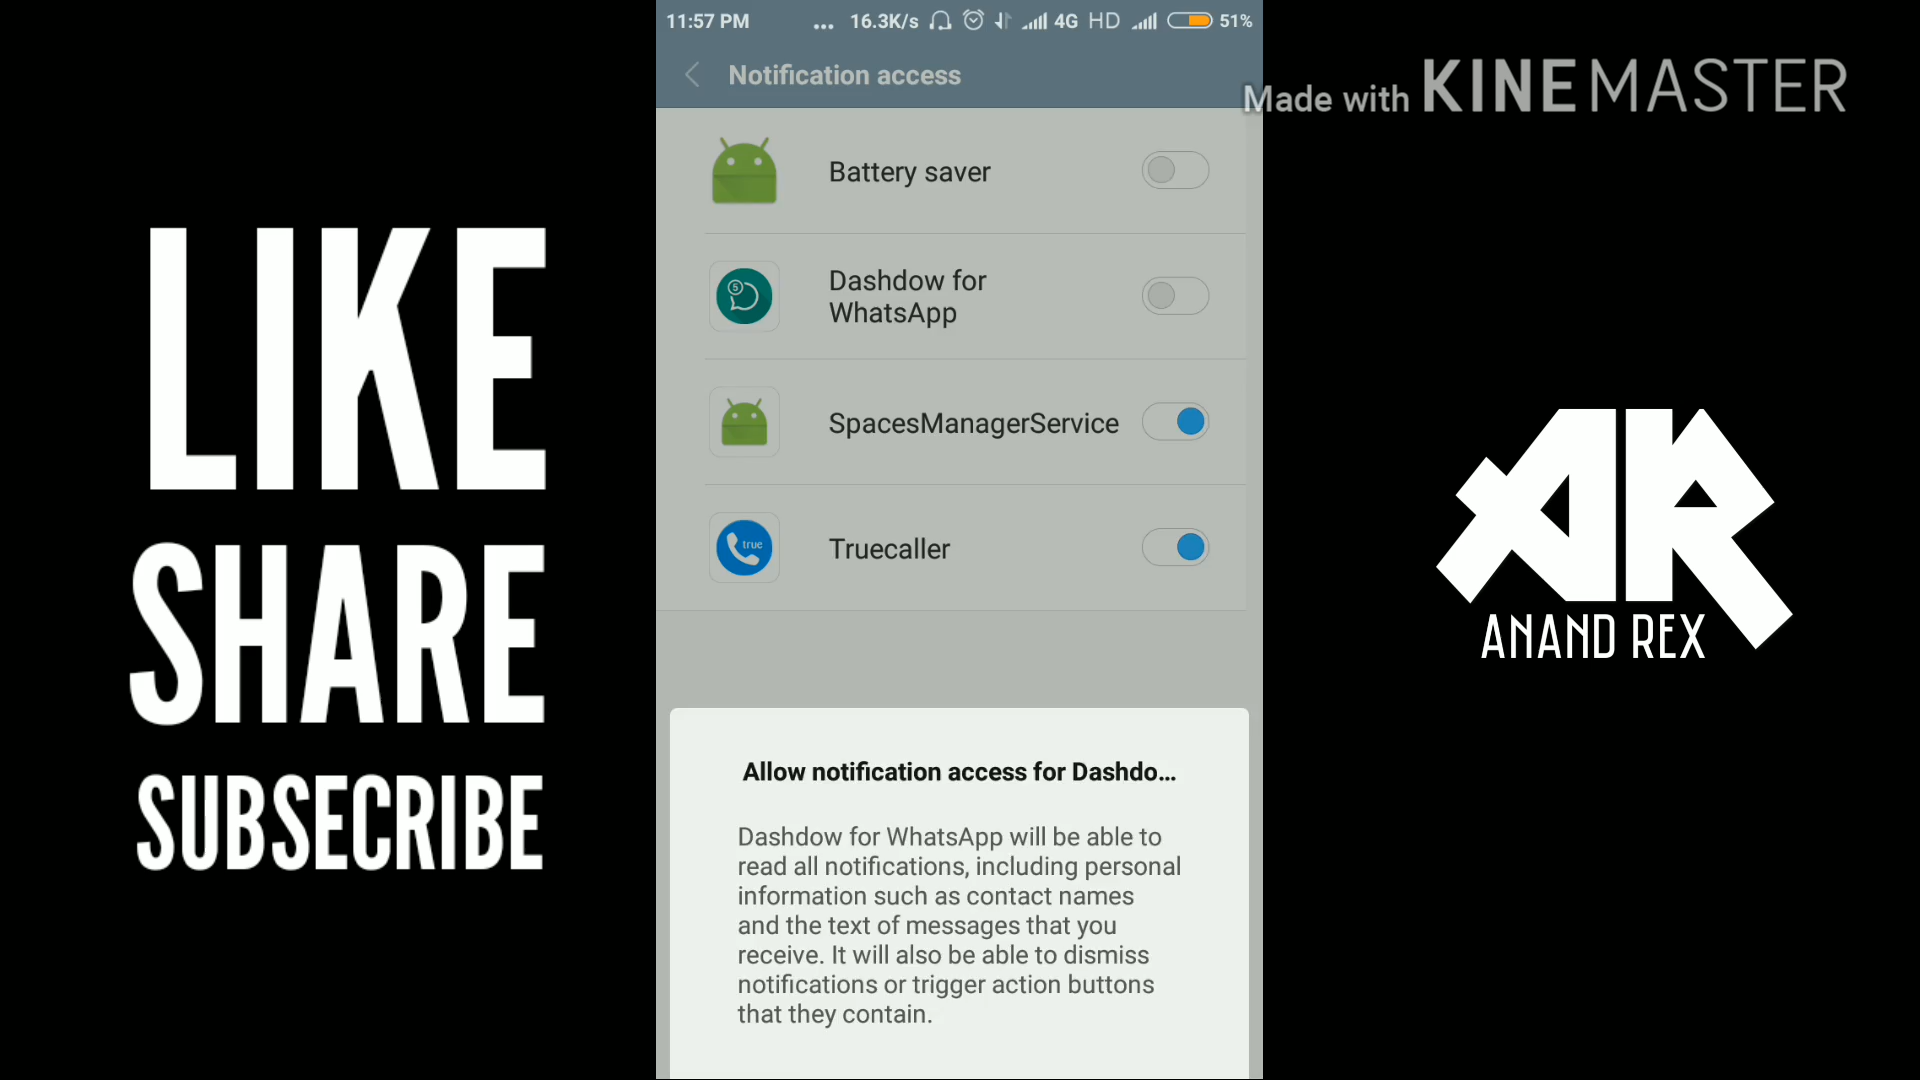 11:57 PM ... 16.3K/s 4G HD 51%
Notification access
Made with KINEMASTER
Battery saver
LIKE
5
Dashdow for
WhatsApp
SpacesManagerService
true
Truecaller
SHARE
ANAND REX
Allow notification access for Dashdo...
SUBSECRIBE
Dashdow for WhatsApp will be able to
read all notifications, including personal
information such as contact names
and the text of messages that you
receive. It will also be able to dismiss
notifications or trigger action buttons
that they contain.